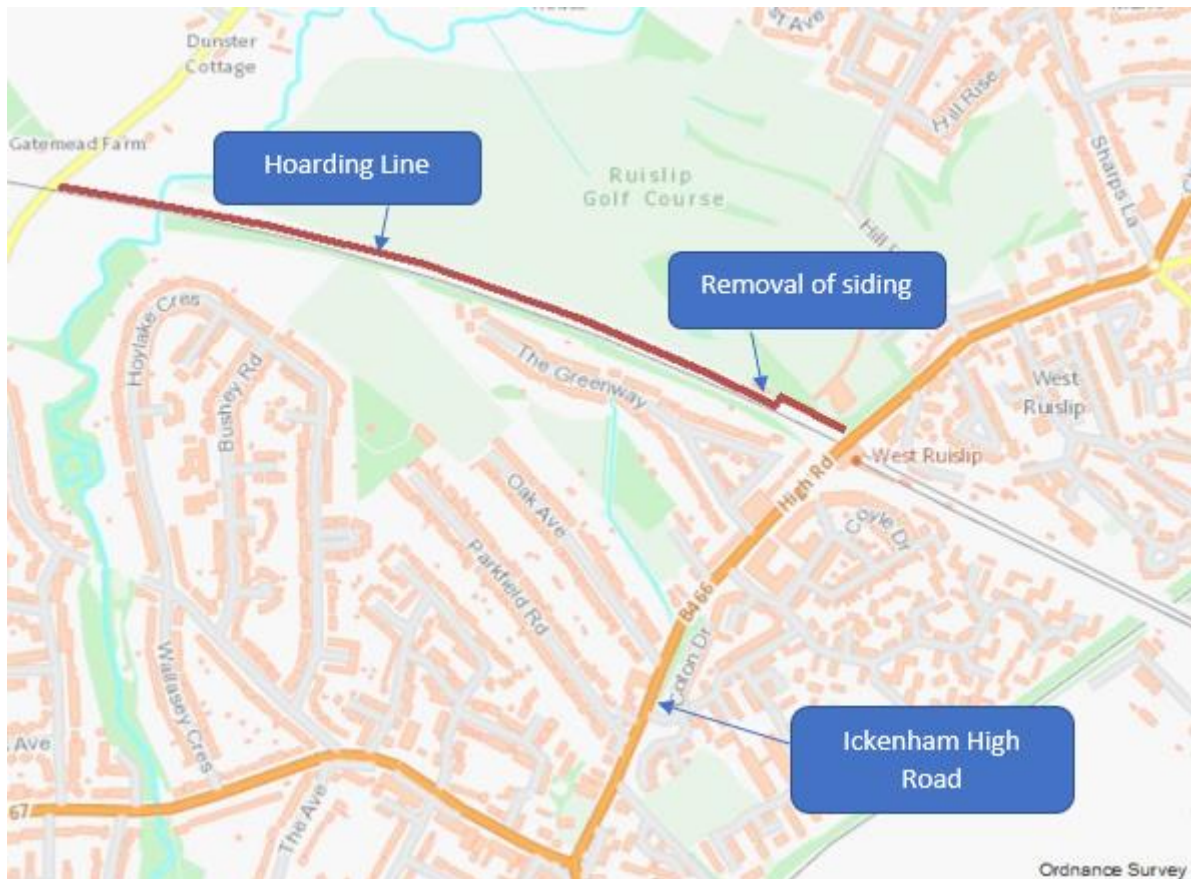 Dunster
Cottage
St Ave
Hill Rise
Gatemead Farm
Hoarding Line
Ruislip
Golf Course
Sharps La
Removal of siding
Hoylake Cres
Bushey Rd
The Greenway
West
Ruislip
West Ruislip
High Rd
Oak Ave
Coyle Dr
Parkfield Rd
B466
Wallasey Cres
Ickenham High
Road
Ave
67
The Ave
Ordnance Survey